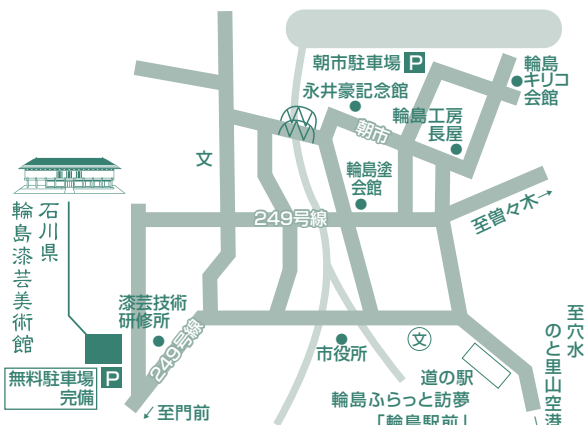 朝市駐車場 P
永井豪記念館
輪島
キリコ
会館
輪島工房
長屋
朝市
文
輪島塗
会館
249号線
至曽々木→
石川県
輪島漆芸美術館
漆芸技術
研修所
249号線
無料駐車場
完備
P
↙至門前
市役所
文
道の駅
輪島ふらっと訪夢
「輪島駅前」
至穴水
のと里山空港